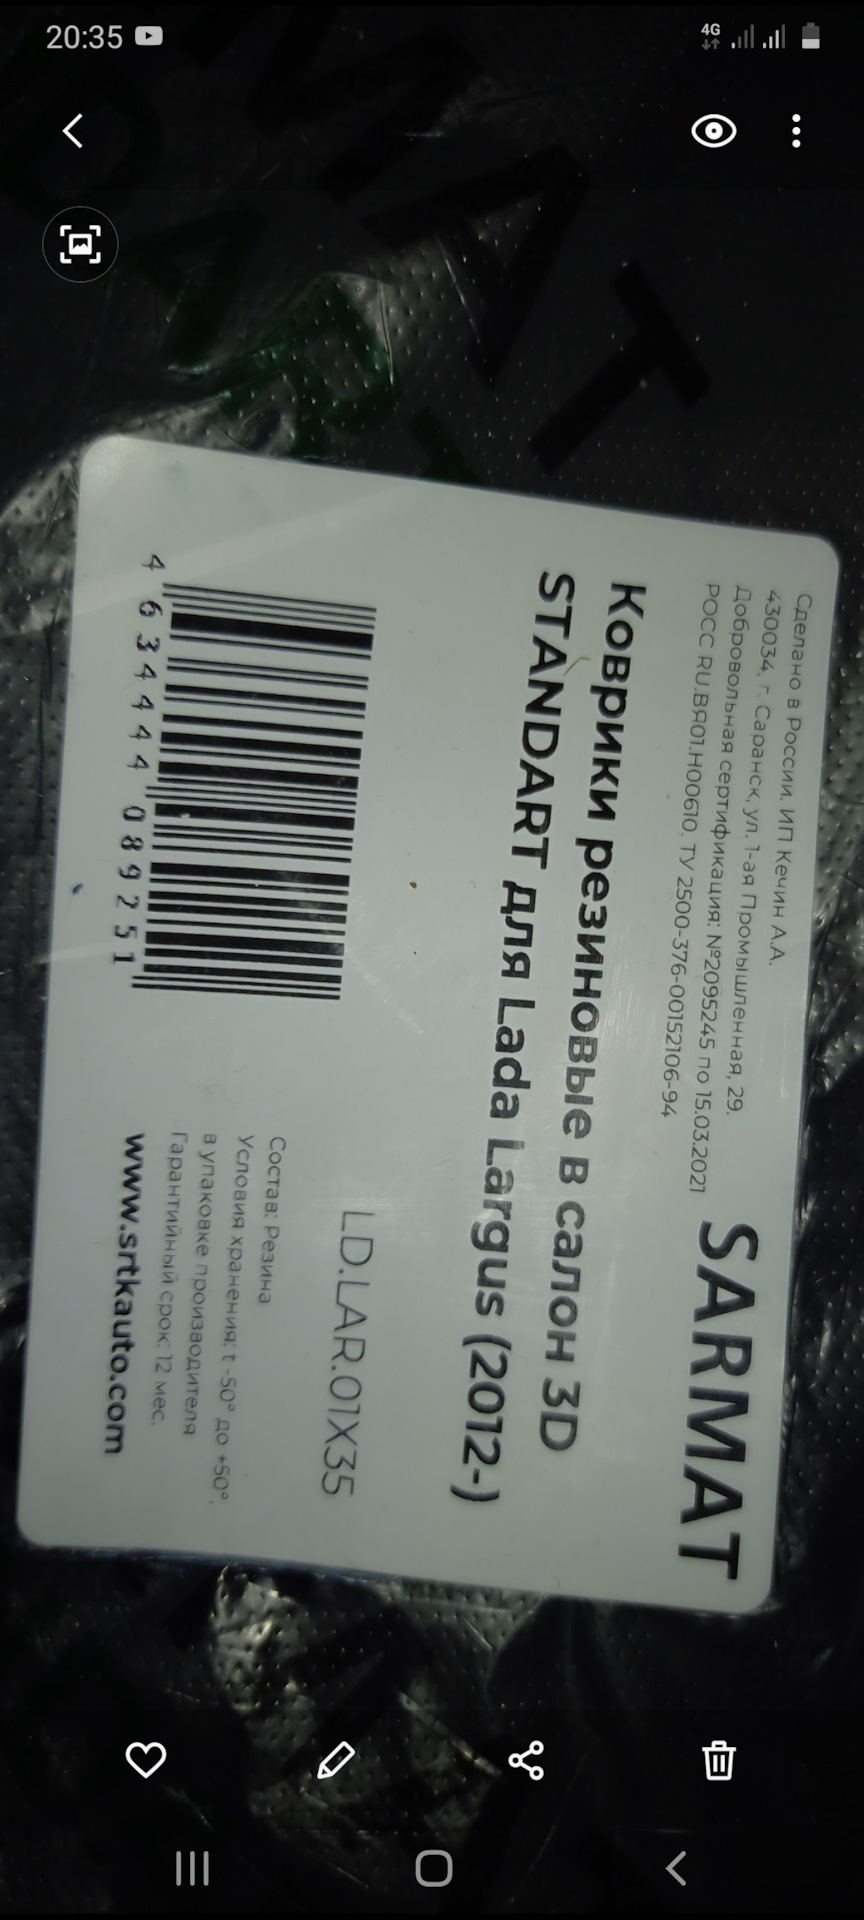 20:35
4G
Сделано в России. ИП Кечин А.А.
430034, г. Саранск, ул. 1-ая Промышленная, 29.
Добровольная сертификация: №2095245 по 15.03.2021
РОСС RU.ВЯ01.Н00610, ТУ 2500-376-00152106-94
SARMAT
Коврики резиновые в салон 3D
STANDART для Lada Largus (2012-)
LD.LAR.01X35
4 634444 089251
Состав: Резина
Условия хранения: t -50° до +50°,
в упаковке производителя
Гарантийный срок: 12 мес.
www.srtkauto.com